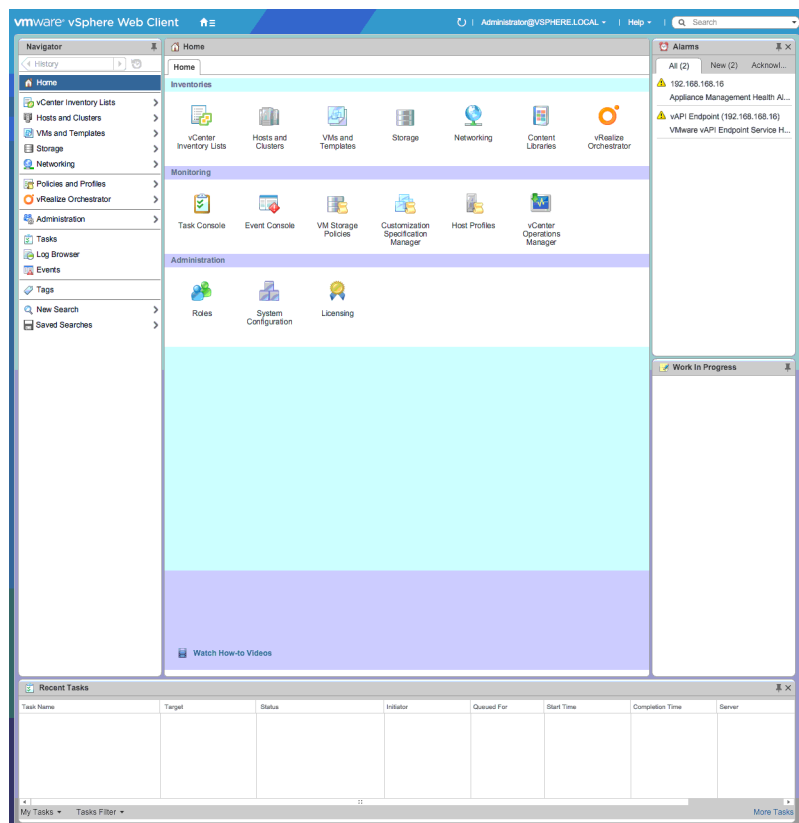 vmware® vSphere Web Client
Administrator@VSPHERE.LOCAL
Help
Search
Navigator
History
Home
vCenter Inventory Lists
Hosts and Clusters
VMs and Templates
Storage
Networking
Policies and Profiles
vRealize Orchestrator
Administration
Tasks
Log Browser
Events
Tags
New Search
Saved Searches
Home
Home
Inventories
vCenter
Inventory Lists
Hosts and
Clusters
VMs and
Templates
Storage
Networking
Content
Libraries
vRealize
Orchestrator
Monitoring
Task Console
Event Console
VM Storage
Policies
Customization
Specification
Manager
Host Profiles
vCenter
Operations
Manager
Administration
Roles
System
Configuration
Licensing
Watch How-to Videos
Alarms
All (2) New (2) Acknowl...
192.168.168.16
Appliance Management Health Al...
vAPI Endpoint (192.168.168.16)
VMware vAPI Endpoint Service H...
Work In Progress
Recent Tasks
Task Name Target Status Initiator Queued For Start Time Completion Time Server
My Tasks Tasks Filter More Tasks